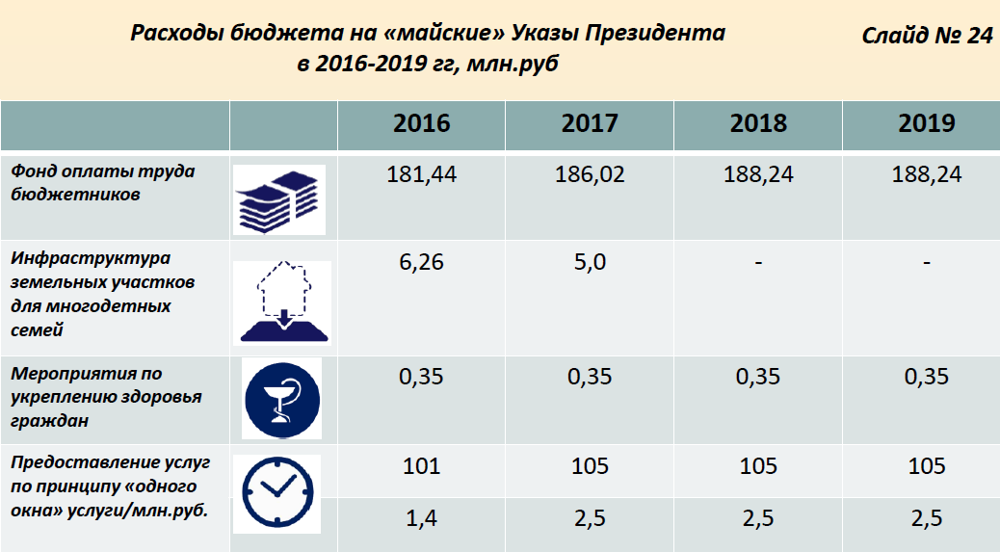 Расходы бюджета на «майские» Указы Президента
в 2016-2019 гг, млн.руб
Слайд № 24
2016 2017 2018 2019
Фонд оплаты труда
бюджетников
181,44 186,02 188,24 188,24
Инфраструктура
земельных участков
для многодетных
семей
6,26 5,0 - -
Мероприятия по
укреплению здоровья
граждан
0,35 0,35 0,35 0,35
Предоставление услуг
по принципу «одного
окна» услуги/млн.руб.
101 105 105 105
1,4 2,5 2,5 2,5